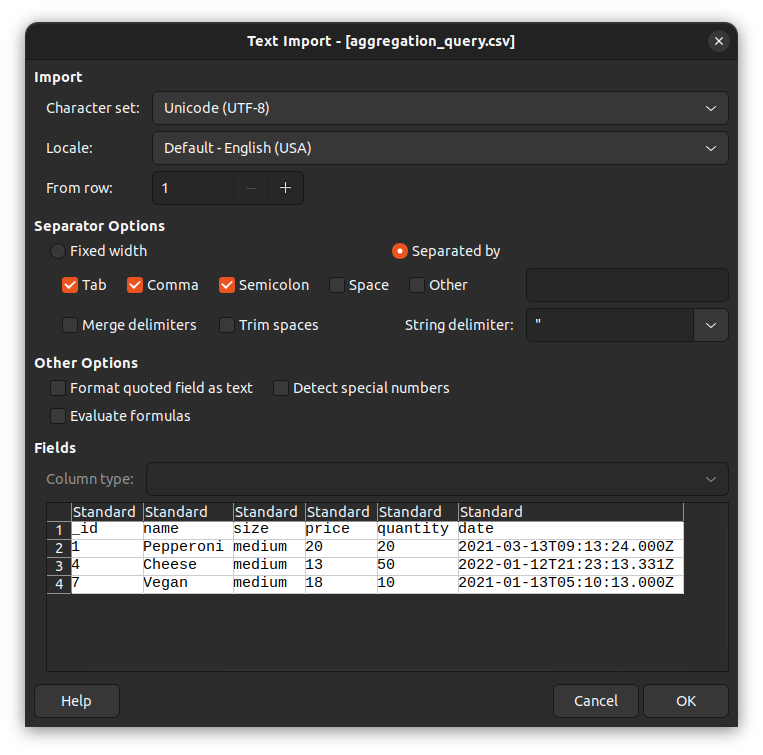 Text Import - [aggregation_query.csv]
Import
Character set: Unicode (UTF-8)
Locale: Default - English (USA)
From row: 1
Separator Options
Fixed width Separated by
Tab Comma Semicolon Space Other
Merge delimiters Trim spaces String delimiter: "
Other Options
Format quoted field as text Detect special numbers
Evaluate formulas
Fields
Column type:
Standard Standard Standard Standard Standard Standard
1 _id name size price quantity date
2 1 Pepperoni medium 20 20 2021-03-13T09:13:24.000Z
3 4 Cheese medium 13 50 2022-01-12T21:23:13.331Z
4 7 Vegan medium 18 10 2021-01-13T05:10:13.000Z
Help Cancel OK